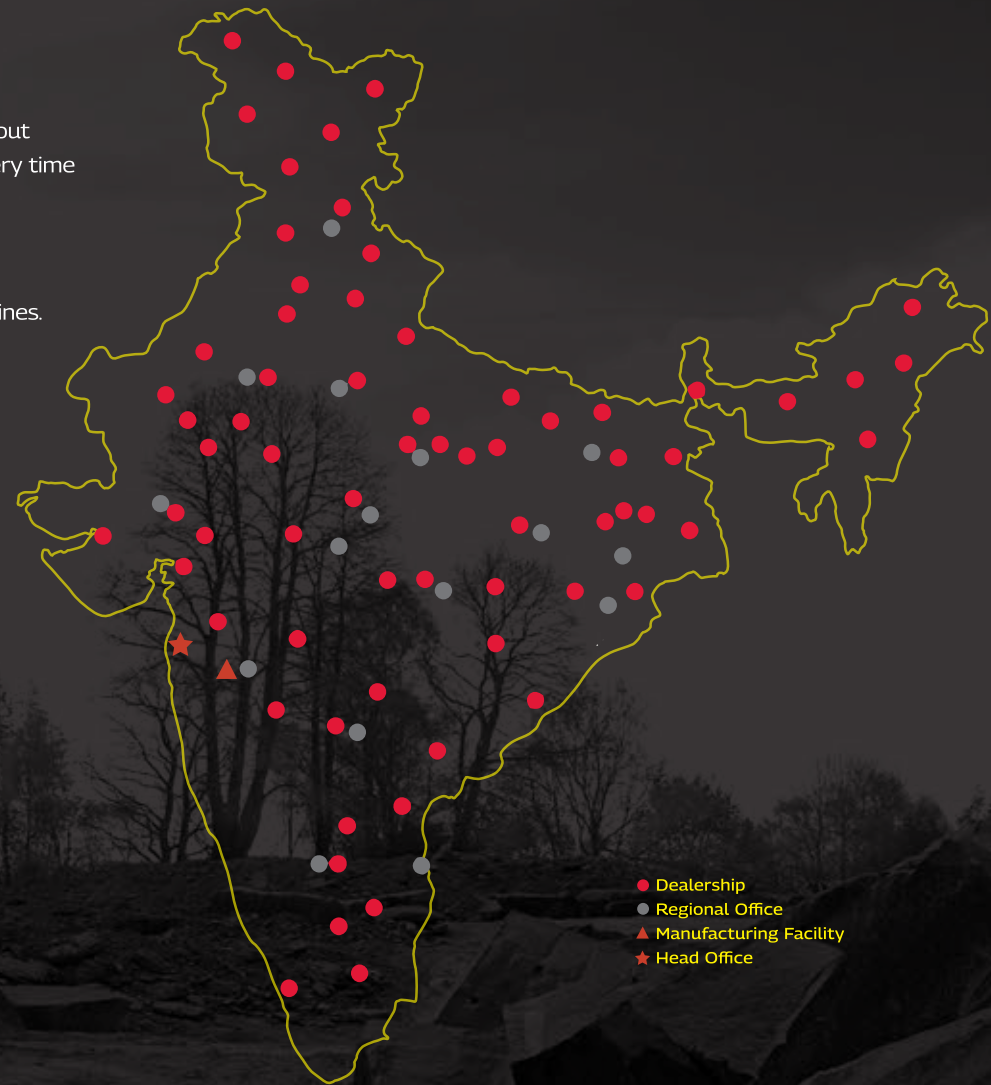 out
ry time
ines.
Dealership
Regional Office
Manufacturing Facility
Head Office